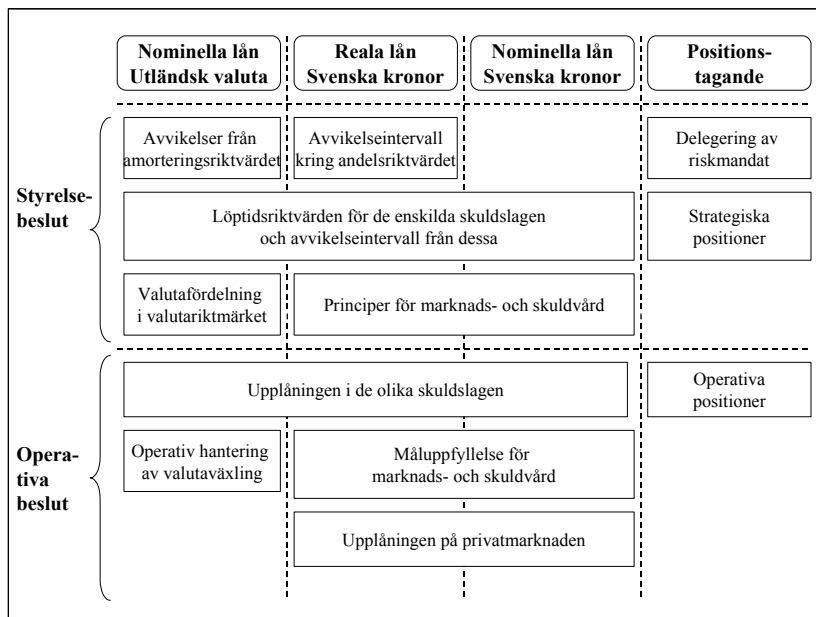 Nominella lån
Utländsk valuta
Reala lån
Svenska kronor
Nominella lån
Svenska kronor
Positions-
tagande
Styrelse-
beslut
Avvikelser från
amorteringsriktvärdet
Avvikelseintervall
kring andelsriktvärdet
Delegering av
riskmandat
Löptidsriktvärden för de enskilda skuldslagen
och avvikelseintervall från dessa
Strategiska
positioner
Valutafördelning
i valutariktmärket
Principer för marknads- och skuldvård
Opera-
tiva
beslut
Upplåningen i de olika skuldslagen
Operativa
positioner
Operativ hantering
av valutaväxling
Måluppfyllelse för
marknads- och skuldvård
Upplåningen på privatmarknaden